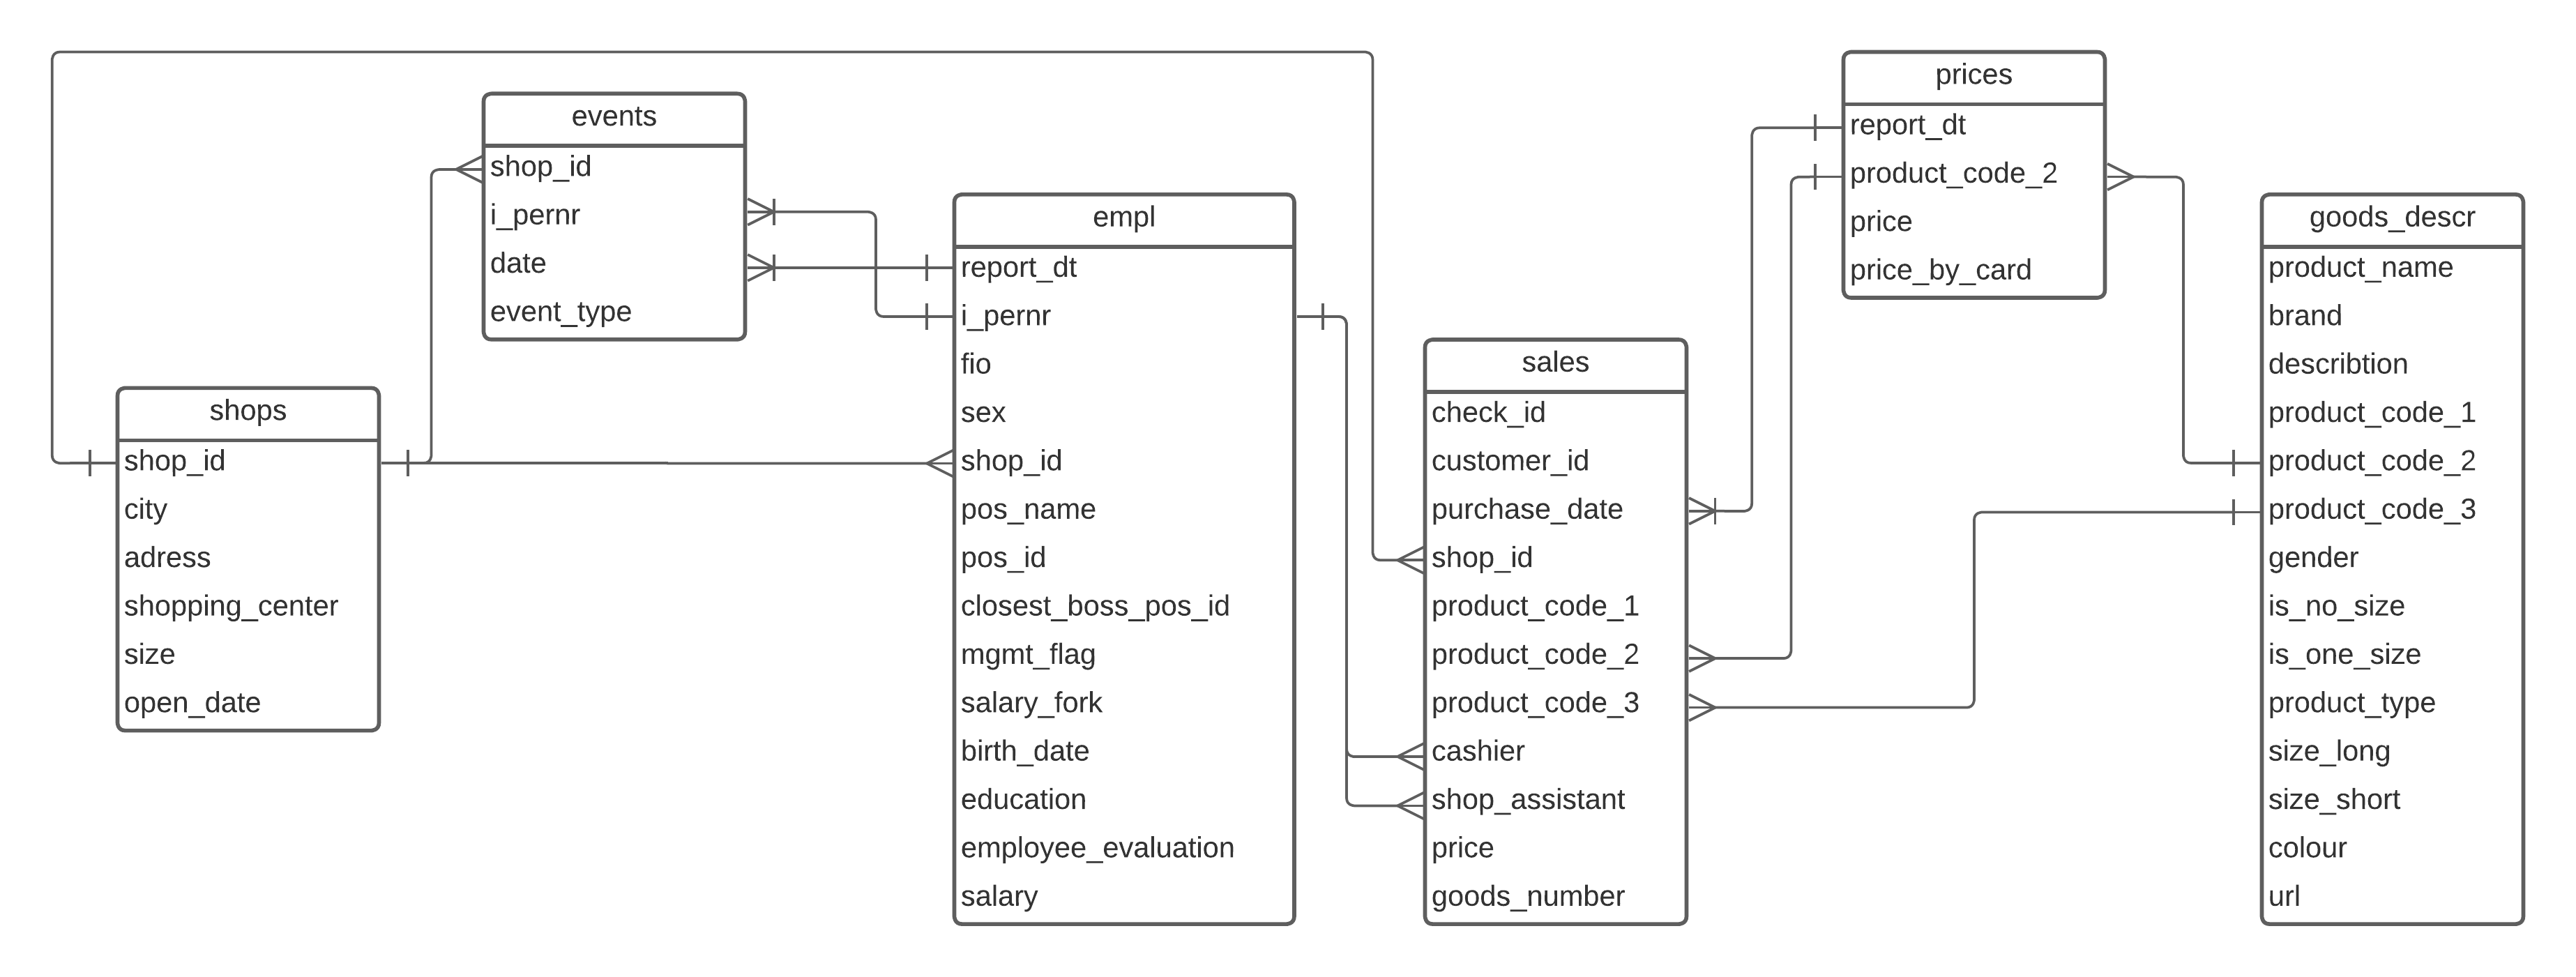 events
shop_id
i_pernr
date
event_type
shops
shop_id
city
adress
shopping_center
size
open_date
empl
report_dt
i_pernr
fio
sex
shop_id
pos_name
pos_id
closest_boss_pos_id
mgmt_flag
salary_fork
birth_date
education
employee_evaluation
salary
sales
check_id
customer_id
purchase_date
shop_id
product_code_1
product_code_2
product_code_3
cashier
shop_assistant
price
goods_number
prices
report_dt
product_code_2
price
price_by_card
goods_descr
product_name
brand
describtion
product_code_1
product_code_2
product_code_3
gender
is_no_size
is_one_size
product_type
size_long
size_short
colour
url